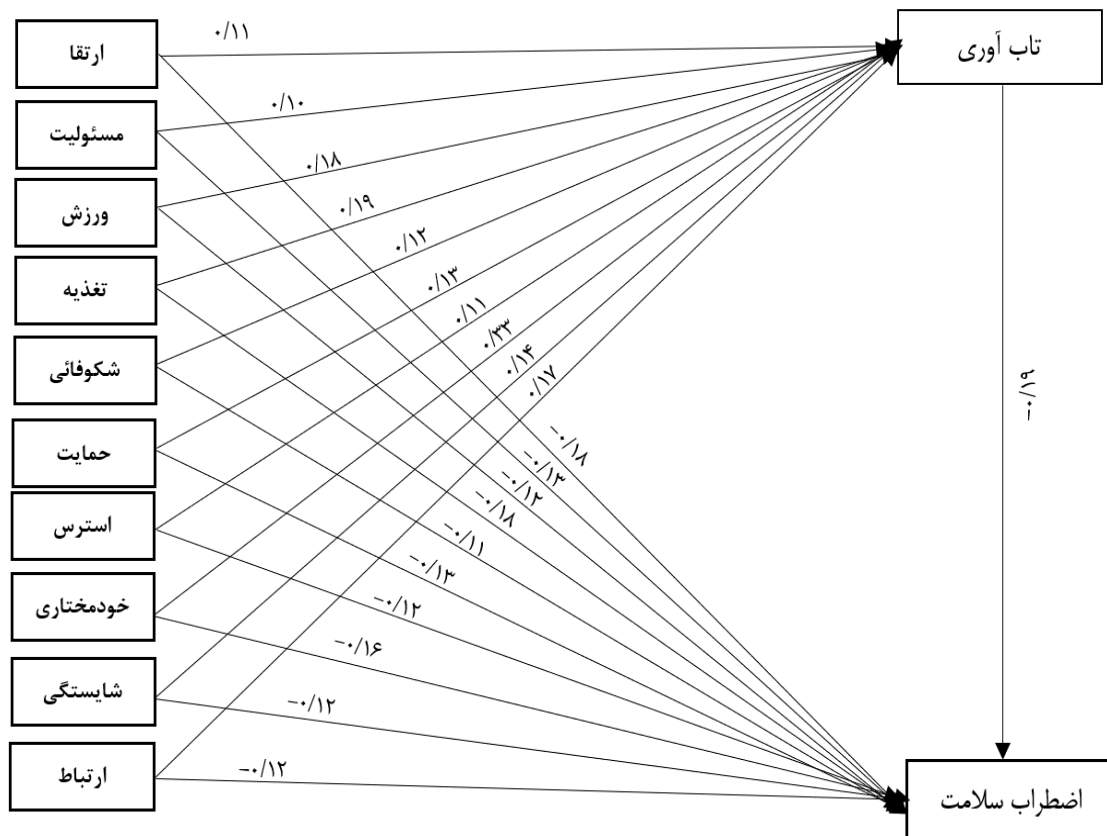 ارتقا
مسئولیت
ورزش
تغذیه
شکوفائی
حمایت
استرس
خودمختاری
شایستگی
ارتباط
۰/۱۱
۰/۱۰
۰/۱۸
۰/۱۹
۰/۱۲
۰/۱۳
۰/۱۱
۰/۳۳
۰/۱۴
۰/۱۷
-۰/۱۸
-۰/۱۳
-۰/۱۲
-۰/۱۸
-۰/۱۱
-۰/۱۳
-۰/۱۲
-۰/۱۶
-۰/۱۲
-۰/۱۲
تاب آوری
-۰/۱۹
اضطراب سلامت